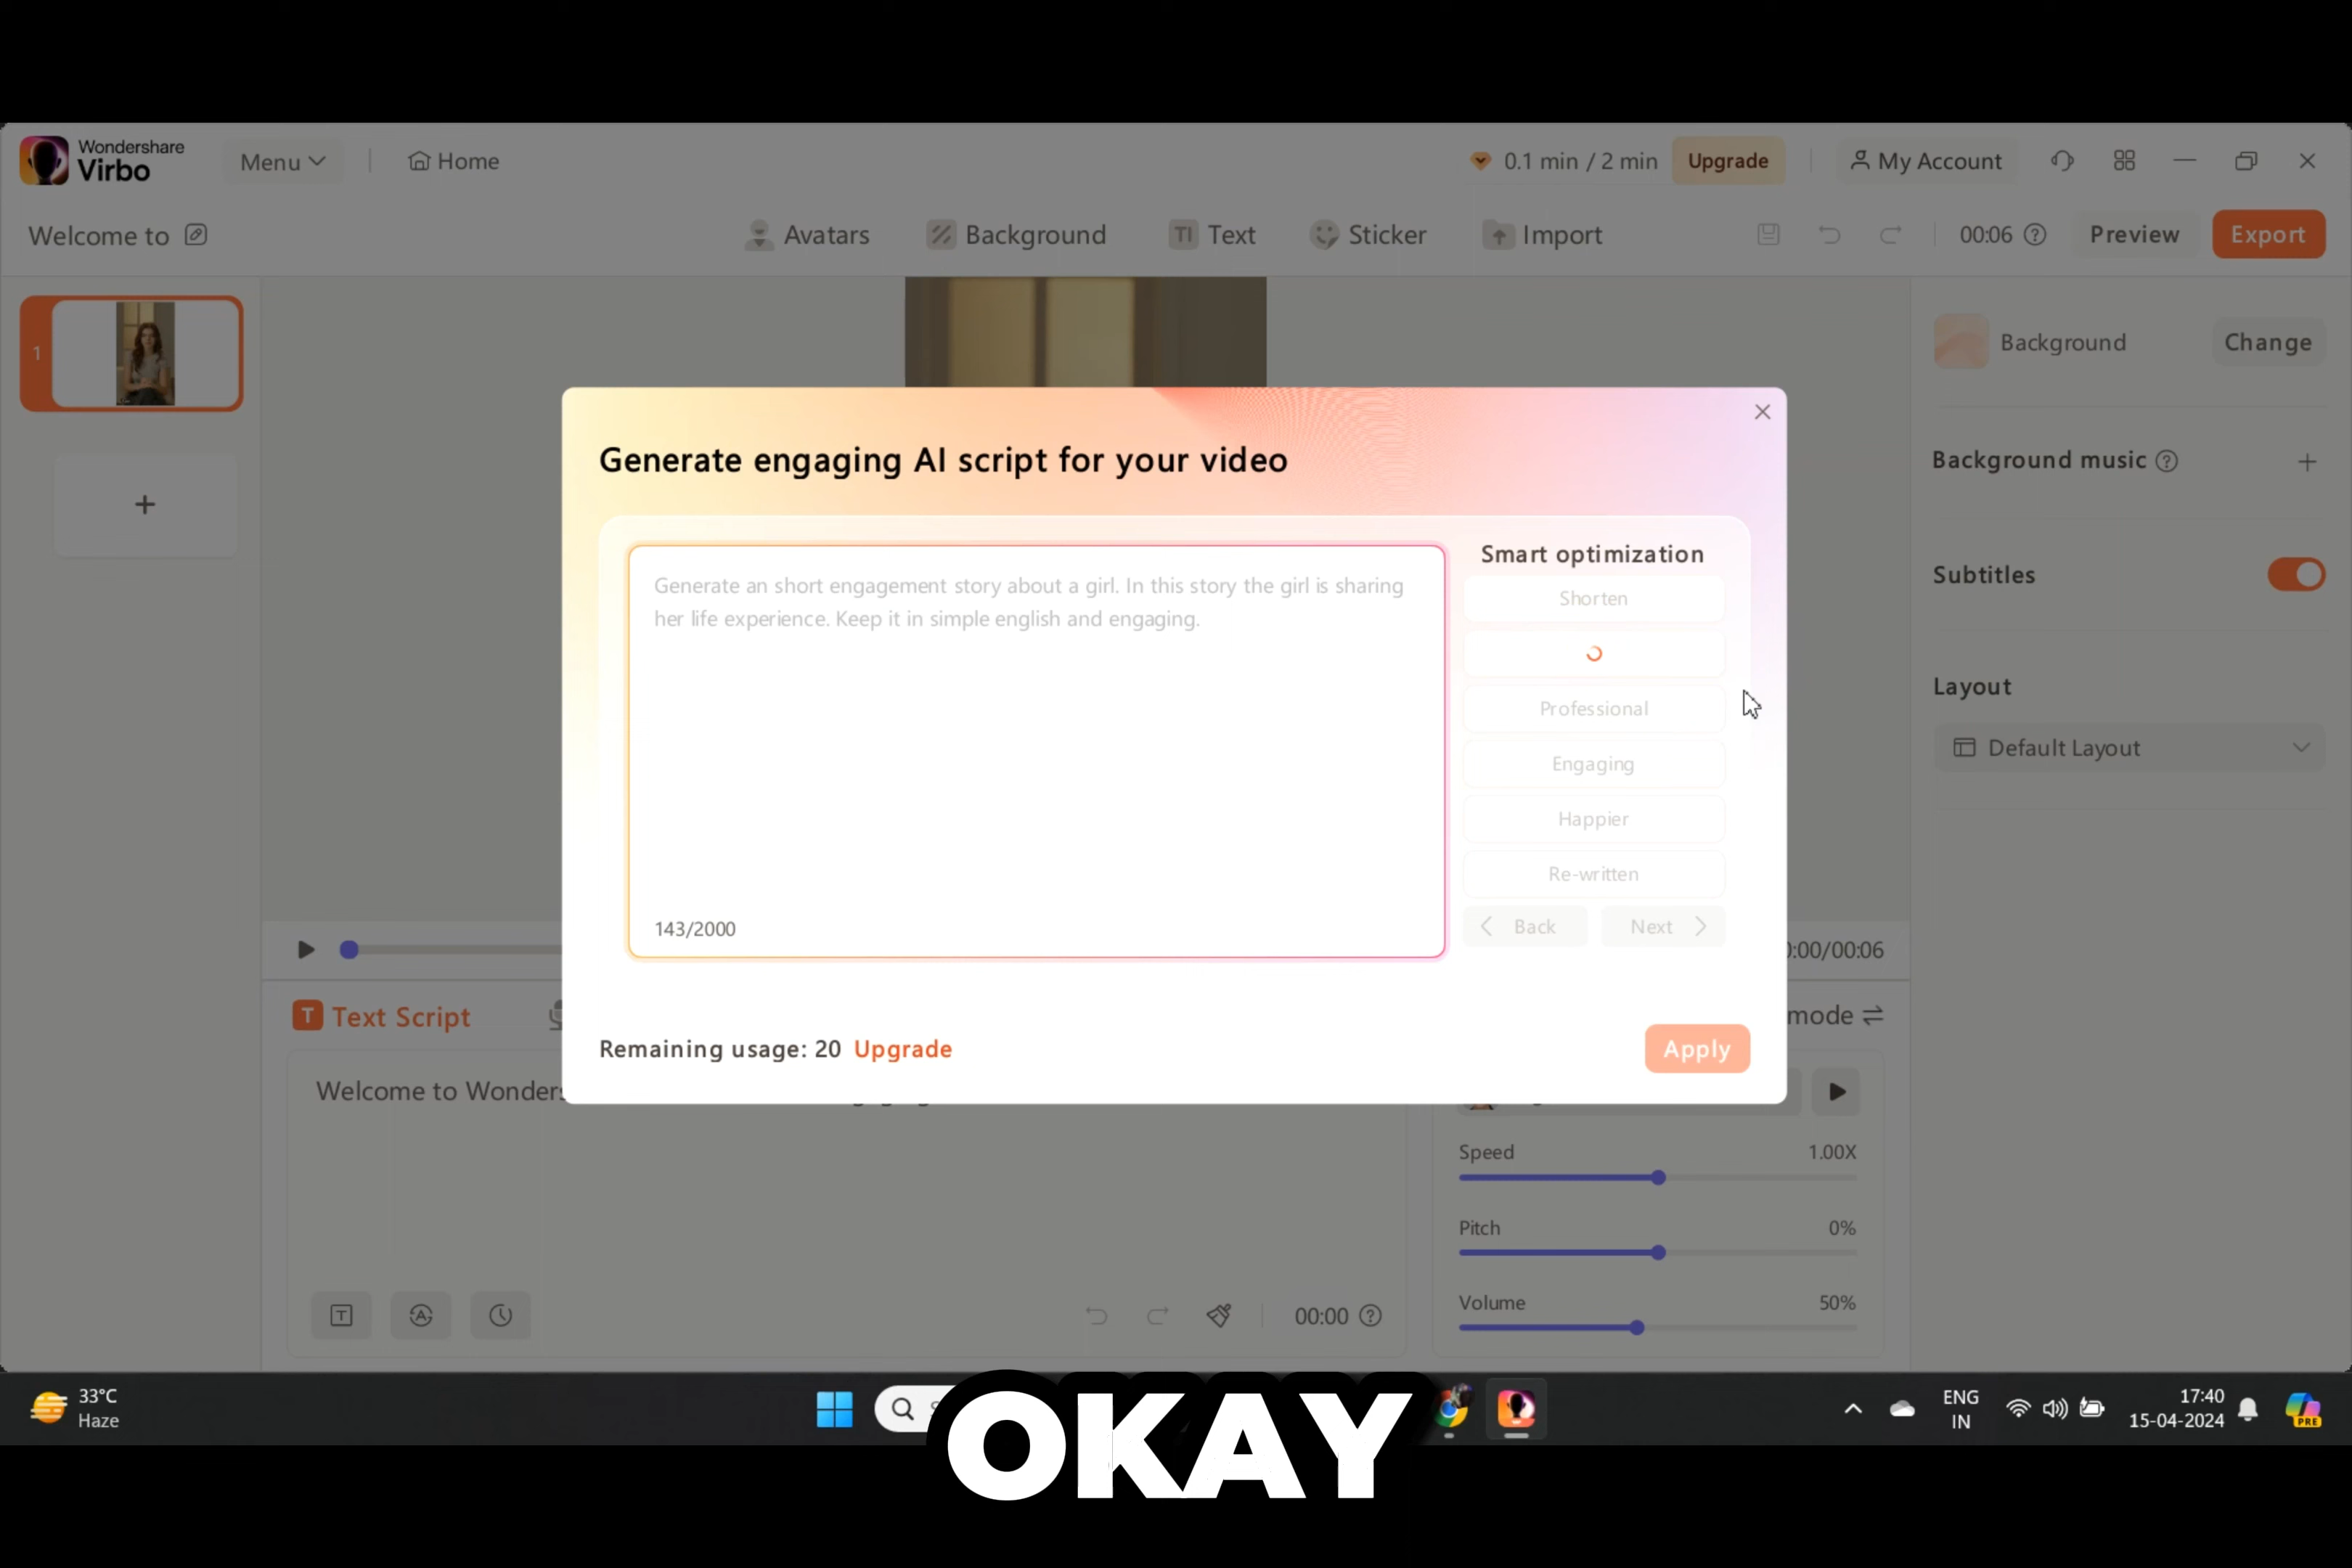 Wondershare
Virbo
Menu
Home
0.1 min / 2 min
Upgrade
My Account
Welcome to
Avatars
Background
Text
Sticker
Import
00:06
Preview
Export
1
Background
Change
Background music
Subtitles
Layout
Default Layout
Generate engaging AI script for your video
Generate an short engagement story about a girl. In this story the girl is sharing
her life experience. Keep it in simple english and engaging.
143/2000
Smart optimization
Shorten
Professional
Engaging
Happier
Re-written
Back
Next
Remaining usage: 20 Upgrade
Apply
:00/00:06
Text Script
mode
Welcome to Wonders
Speed
1.00X
Pitch
0%
Volume
50%
00:00
33°C
Haze
ENG
IN
17:40
15-04-2024
PRE
OKAY